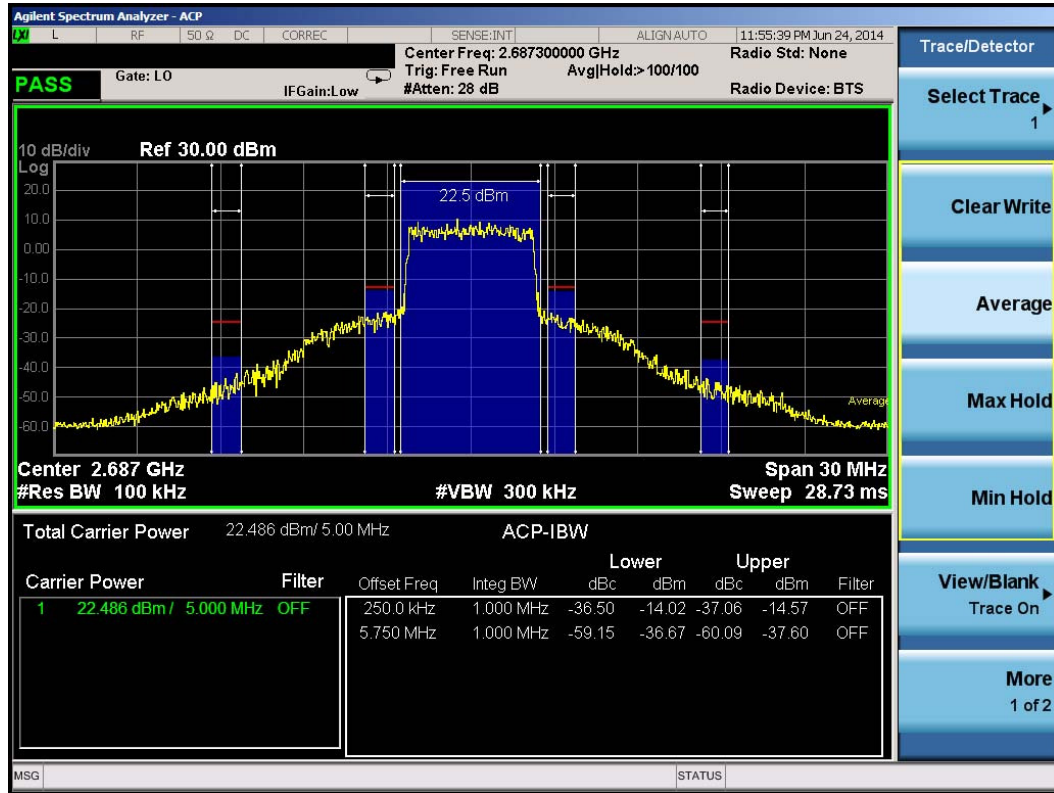 Agilent Spectrum Analyzer - ACP
LXI L RF 50 Ω DC CORREC SENSE:INT ALIGN AUTO 11:55:39 PM Jun 24, 2014
Center Freq: 2.687300000 GHz Radio Std: None
PASS Gate: LO Trig: Free Run Avg|Hold:> 100/100
IFGain:Low #Atten: 28 dB Radio Device: BTS
10 dB/div Ref 30.00 dBm
Log
20.0
22.5 dBm
10.0
0.00
-10.0
-20.0
-30.0
-40.0
-50.0
Average
-60.0
Center 2.687 GHz Span 30 MHz
#Res BW 100 kHz #VBW 300 kHz Sweep 28.73 ms
Total Carrier Power 22.486 dBm/ 5.00 MHz ACP-IBW
Lower Upper
Carrier Power Filter Offset Freq Integ BW dBc dBm dBc dBm Filter
1 22.486 dBm / 5.000 MHz OFF 250.0 kHz 1.000 MHz -36.50 -14.02 -37.06 -14.57 OFF
5.750 MHz 1.000 MHz -59.15 -36.67 -60.09 -37.60 OFF
MSG STATUS
Trace/Detector
Select Trace
1
Clear Write
Average
Max Hold
Min Hold
View/Blank
Trace On
More
1 of 2